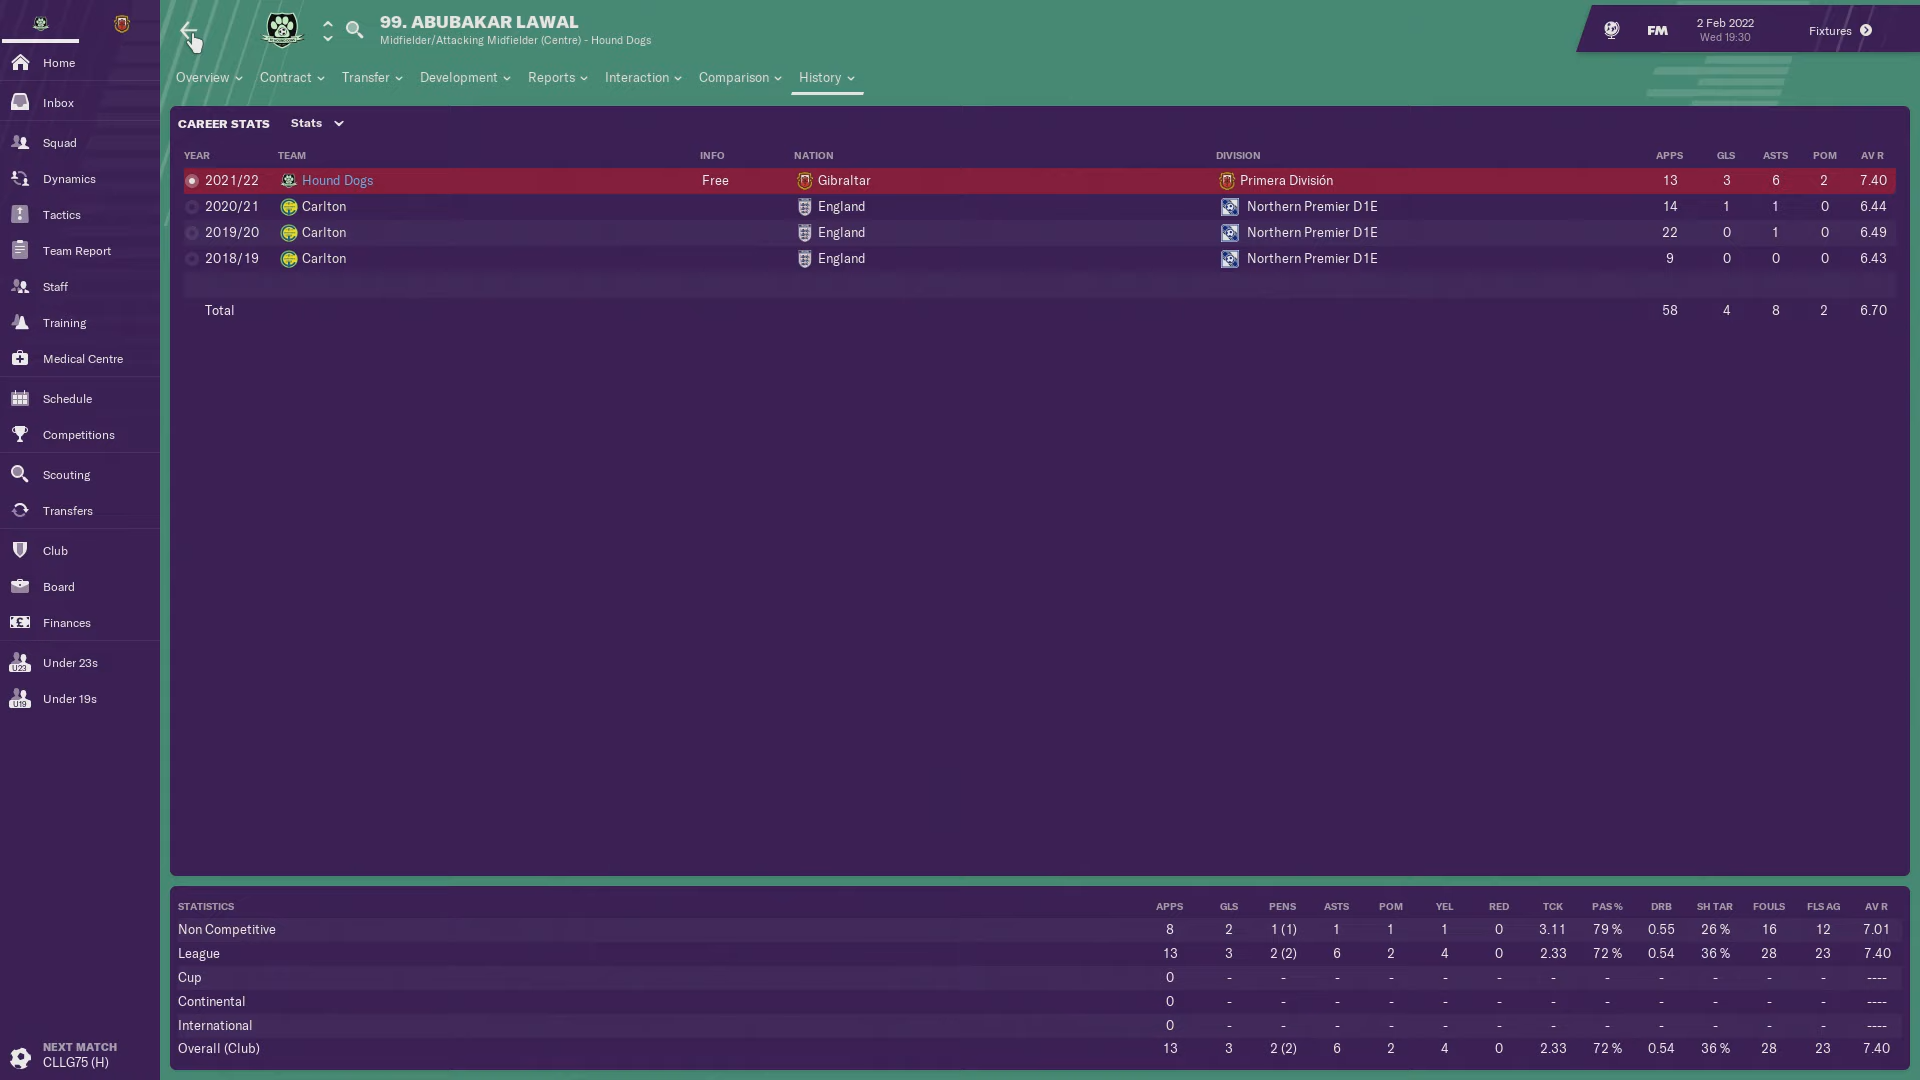 99. ABUBAKAR LAWAL
Midfielder/Attacking Midfielder (Centre) - Hound Dogs
FM
2 Feb 2022
Wed 19:30
Fixtures
Overview Contract Transfer Development Reports Interaction Comparison History
Home
Inbox
Squad
Dynamics
Tactics
Team Report
Staff
Training
Medical Centre
Schedule
Competitions
Scouting
Transfers
Club
Board
Finances
U23 Under 23s
U19 Under 19s
NEXT MATCH
CLLG75 (H)
CAREER STATS Stats
YEAR TEAM INFO NATION DIVISION APPS GLS ASTS POM AV R
2021/22 Hound Dogs Free Gibraltar Primera División 13 3 6 2 7.40
2020/21 Carlton England Northern Premier D1E 14 1 1 0 6.44
2019/20 Carlton England Northern Premier D1E 22 0 1 0 6.49
2018/19 Carlton England Northern Premier D1E 9 0 0 0 6.43
Total 58 4 8 2 6.70
STATISTICS APPS GLS PENS ASTS POM YEL RED TCK PAS % DRB SH TAR FOULS FLS AG AV R
Non Competitive 8 2 1 (1) 1 1 1 0 3.11 79 % 0.55 26 % 16 12 7.01
League 13 3 2 (2) 6 2 4 0 2.33 72 % 0.54 36 % 28 23 7.40
Cup 0 - - - - - - - - - - - - ----
Continental 0 - - - - - - - - - - - - ----
International 0 - - - - - - - - - - - - ----
Overall (Club) 13 3 2 (2) 6 2 4 0 2.33 72 % 0.54 36 % 28 23 7.40